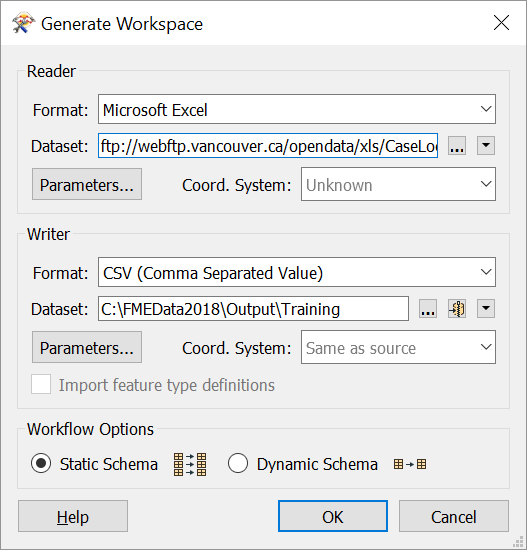 Generate Workspace
Reader
Format: Microsoft Excel
Dataset: ftp://webftp.vancouver.ca/opendata/xls/CaseLo
Parameters... Coord. System: Unknown
Writer
Format: CSV (Comma Separated Value)
Dataset: C:\FMEData2018\Output\Training
Parameters... Coord. System: Same as source
Import feature type definitions
Workflow Options
Static Schema Dynamic Schema
Help OK Cancel